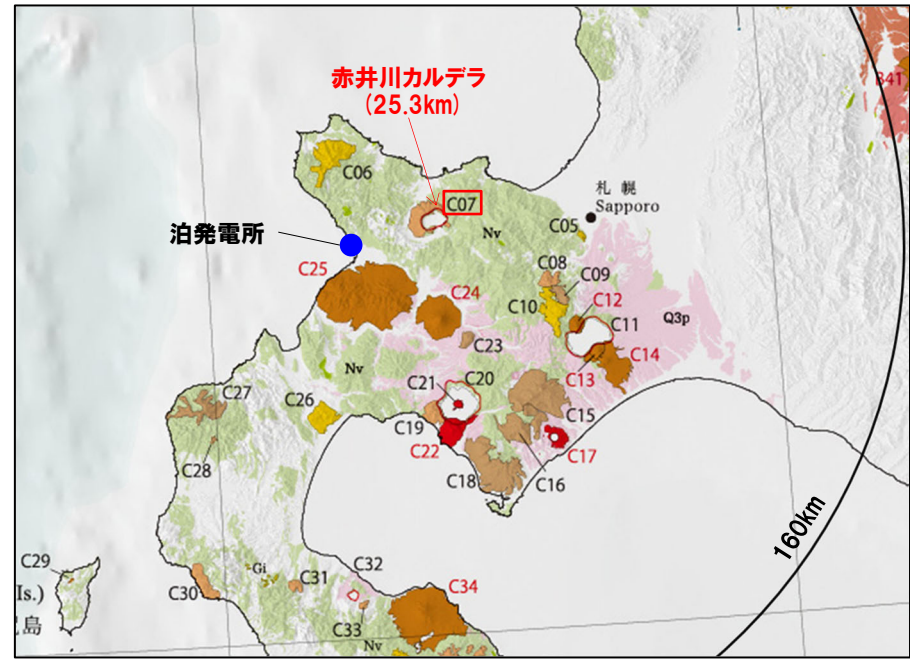 赤井川カルデラ
(25.3km)
B41
C06
C07
札 幌
Sapporo
泊発電所
Nv
C05
C25
C08
C09
C24
C10
C12
C11
Q3p
C23
C14
Nv
C13
C21
C20
C27
C26
C15
C19
C22
C17
C28
C18
C16
160km
C29
C32
Gi
C31
C34
Is.)
C30
C33
島
Nv